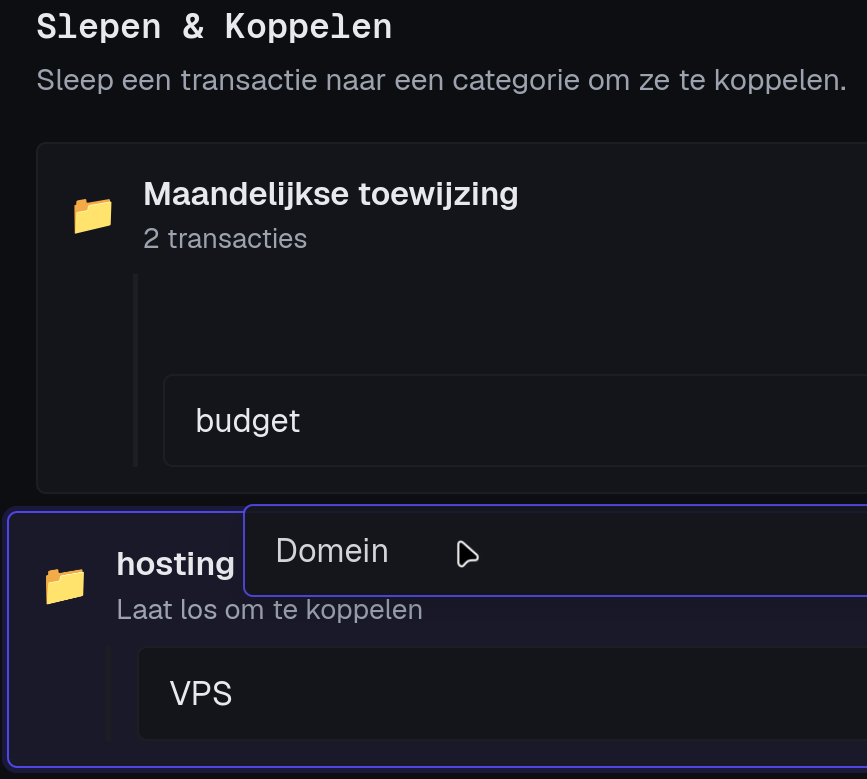 Slepen & Koppelen
Sleep een transactie naar een categorie om ze te koppelen.
Maandelijkse toewijzing
2 transacties
budget
Domein
hosting
Laat los om te koppelen
VPS